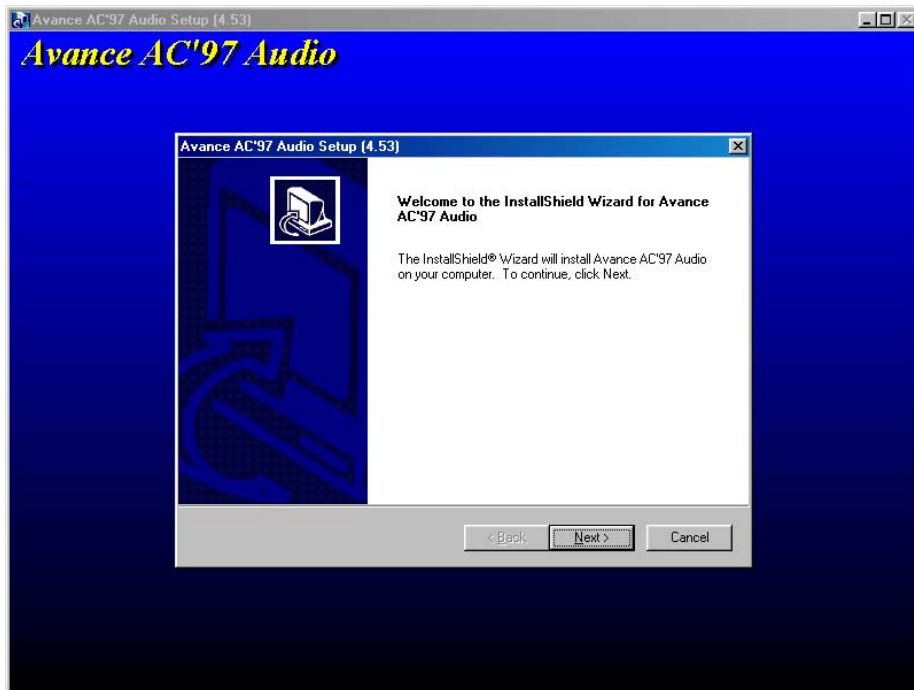 Avance AC'97 Audio Setup (4.53)
Avance AC'97 Audio
Avance AC'97 Audio Setup (4.53)
Welcome to the InstallShield Wizard for Avance
AC'97 Audio
The InstallShield® Wizard will install Avance AC'97 Audio
on your computer. To continue, click Next.
< Back
Next >
Cancel